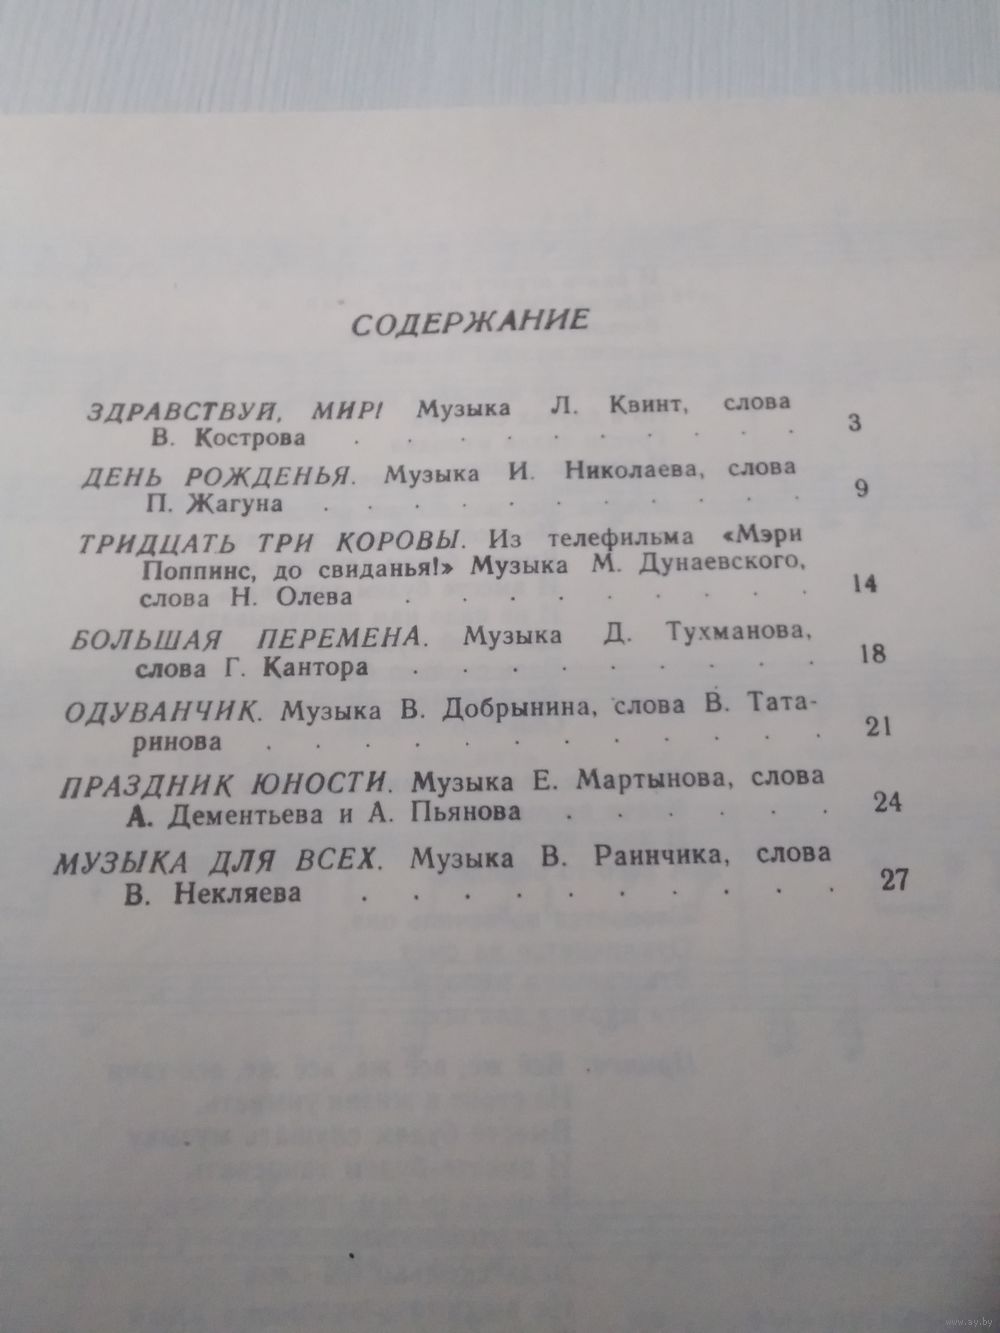 СОДЕРЖАНИЕ
ЗДРАВСТВУЙ, МИР! Музыка Л. Квинт, слова
В. Кострова . . . . . . . . . 3
ДЕНЬ РОЖДЕНЬЯ. Музыка И. Николаева, слова
П. Жагуна . . . . . . . . . . 9
ТРИДЦАТЬ ТРИ КОРОВЫ. Из телефильма «Мэри
Поппинс, до свиданья!» Музыка М. Дунаевского,
слова Н. Олева . . . . . . . . 14
БОЛЬШАЯ ПЕРЕМЕНА. Музыка Д. Тухманова,
слова Г. Кантора . . . . . . . . 18
ОДУВАНЧИК. Музыка В. Добрынина, слова В. Тата-
ринова . . . . . . . . . . . 21
ПРАЗДНИК ЮНОСТИ. Музыка Е. Мартынова, слова
А. Дементьева и А. Пьянова . . . . . 24
МУЗЫКА ДЛЯ ВСЕХ. Музыка В. Раинчика, слова
В. Некляева . . . . . . . . . 27
www.ay.by